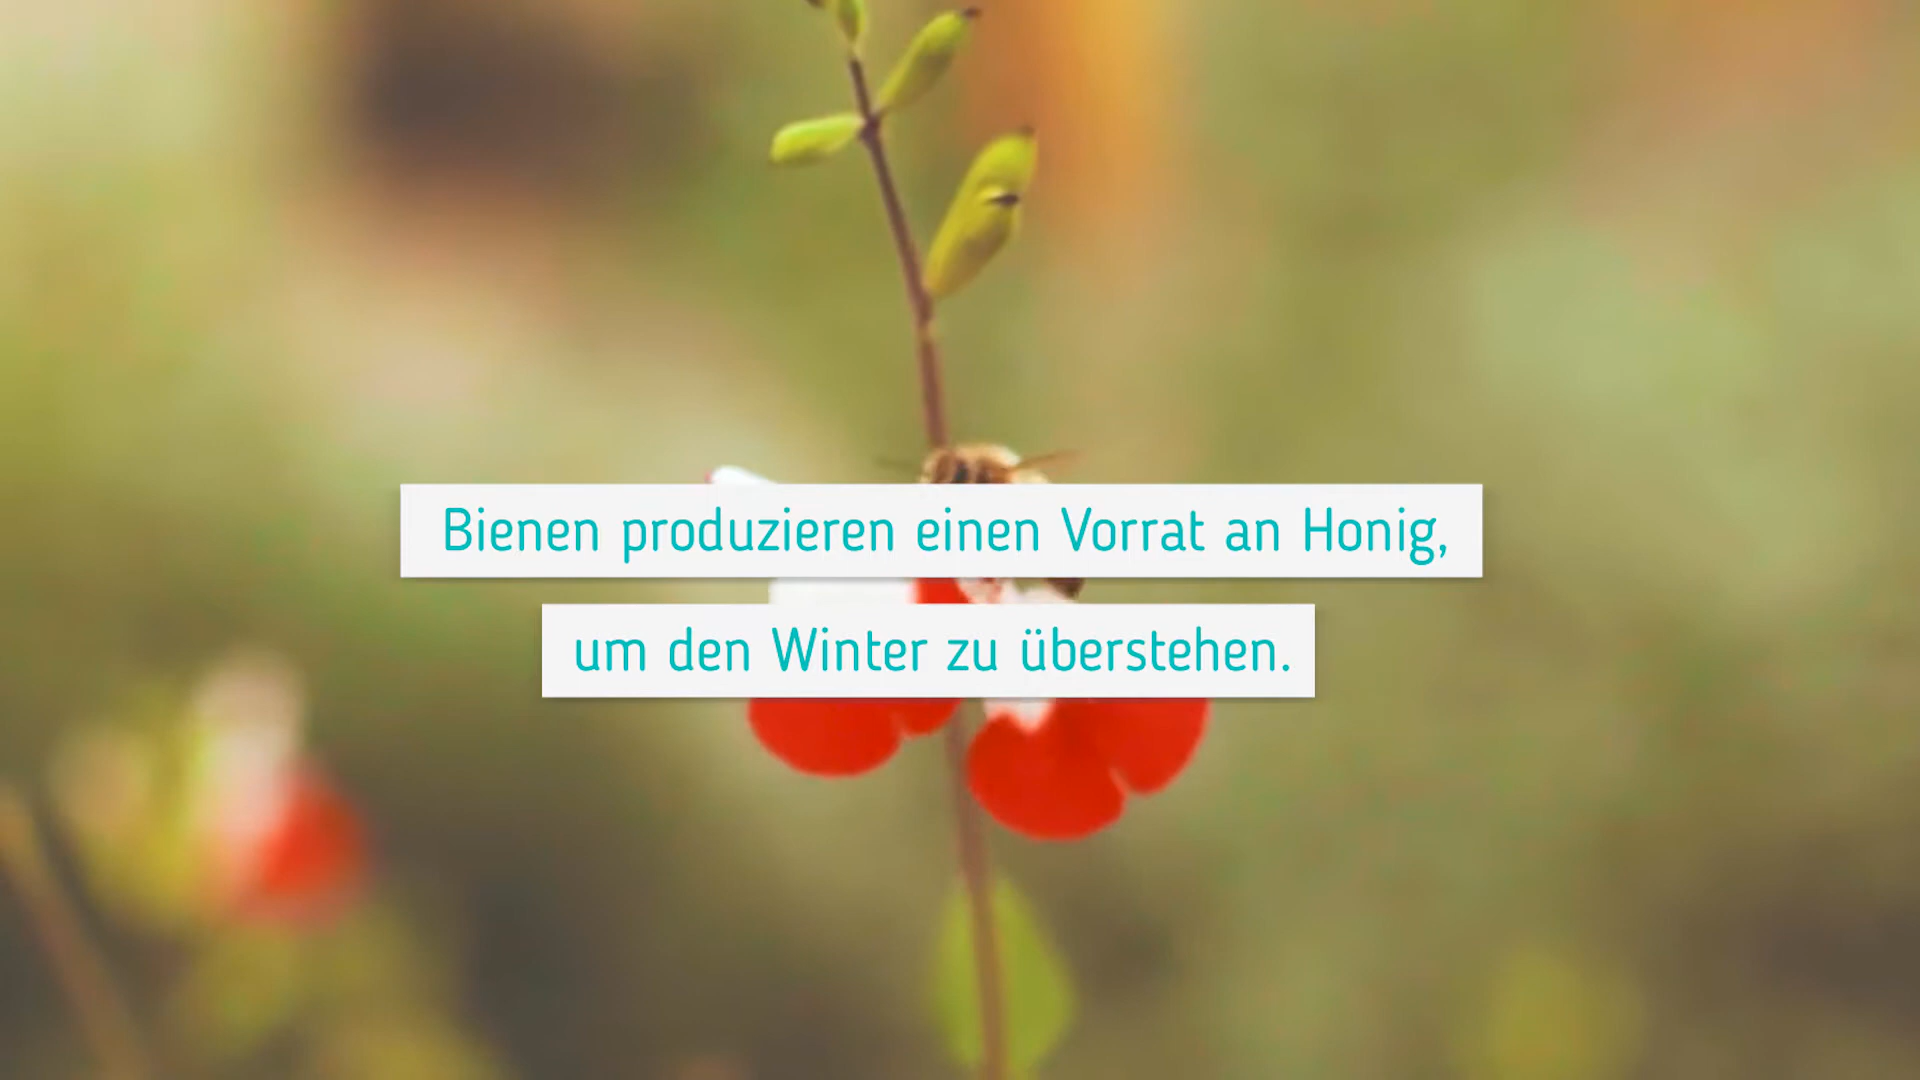 Bienen produzieren einen Vorrat an Honig,
um den Winter zu überstehen.